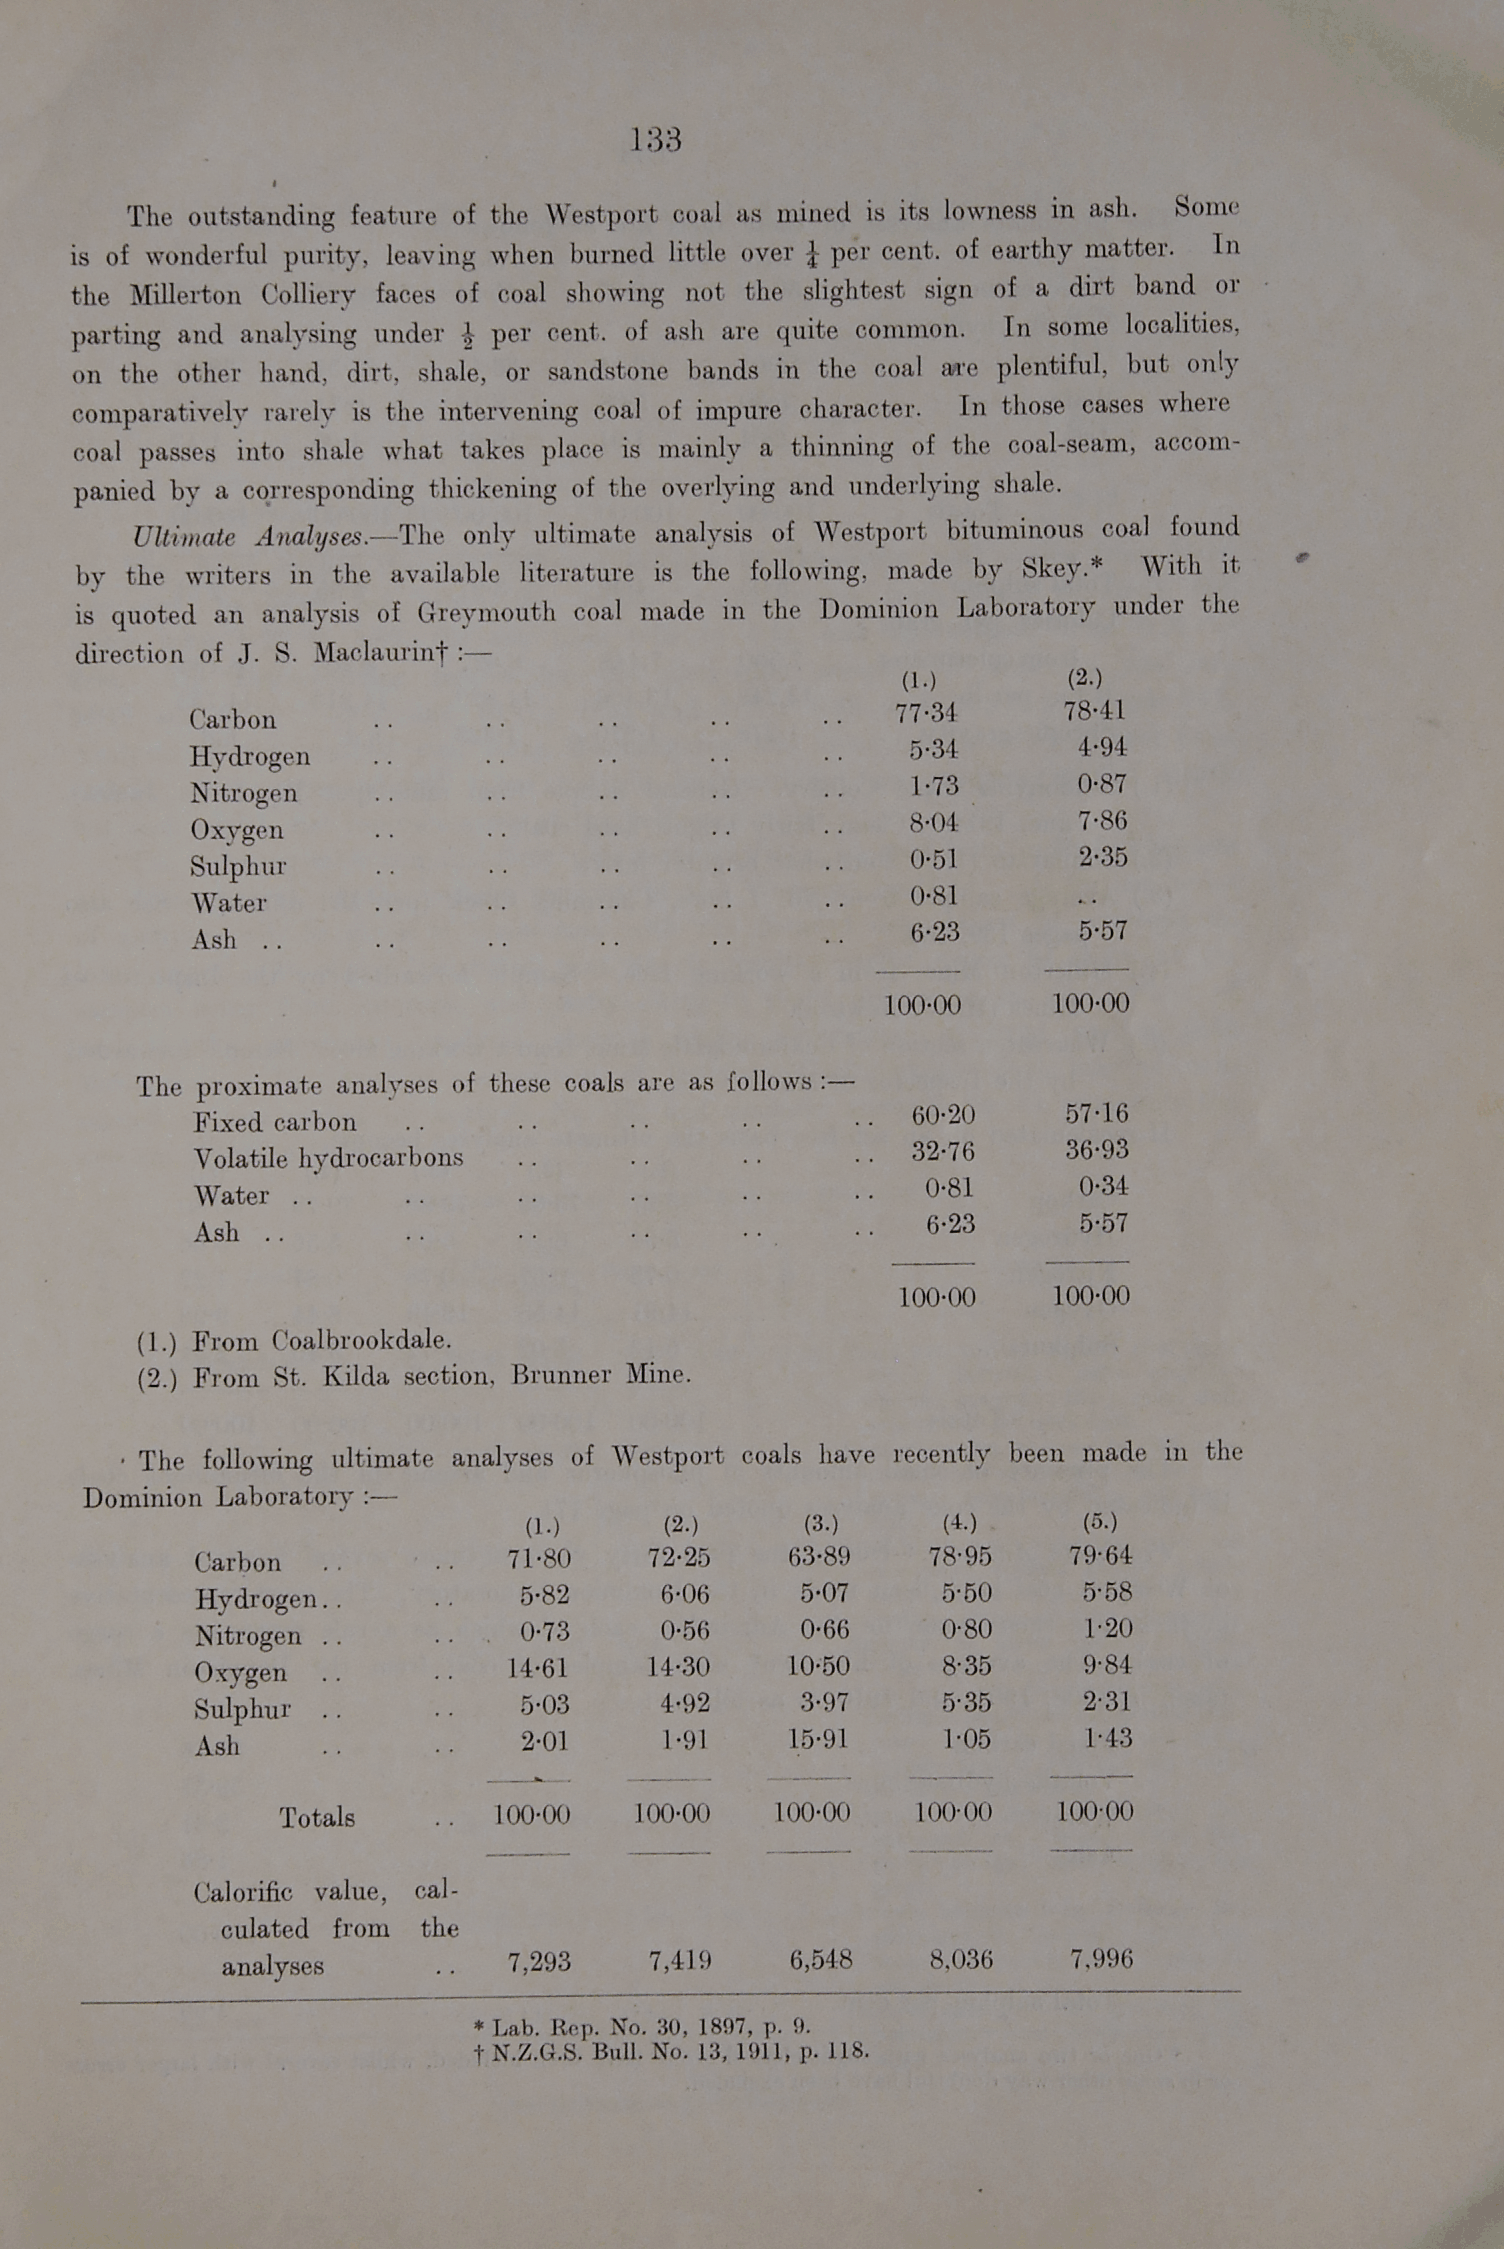 133
The outstanding feature of the Westport coal as mined is its lowness in ash. Some
is of wonderful purity, leaving when burned little over ¼ per cent. of earthy matter. In
the Millerton Colliery faces of coal showing not the slightest sign of a dirt band or
parting and analysing under ½ per cent. of ash are quite common. In some localities,
on the other hand, dirt, shale, or sandstone bands in the coal are plentiful, but only
comparatively rarely is the intervening coal of impure character. In those cases where
coal passes into shale what takes place is mainly a thinning of the coal-seam, accom-
panied by a corresponding thickening of the overlying and underlying shale.
Ultimate Analyses.—The only ultimate analysis of Westport bituminous coal found
by the writers in the available literature is the following, made by Skey.* With it
is quoted an analysis of Greymouth coal made in the Dominion Laboratory under the
direction of J. S. Maclaurin† :—
(1.) (2.)
Carbon .. .. .. .. .. 77·34 78·41
Hydrogen .. .. .. .. .. 5·34 4·94
Nitrogen .. .. .. .. .. 1·73 0·87
Oxygen .. .. .. .. .. 8·04 7·86
Sulphur .. .. .. .. .. 0·51 2·35
Water .. .. .. .. .. 0·81 ..
Ash .. .. .. .. .. .. 6·23 5·57
100·00 100·00
The proximate analyses of these coals are as follows :—
Fixed carbon .. .. .. .. .. 60·20 57·16
Volatile hydrocarbons .. .. .. .. 32·76 36·93
Water .. .. .. .. .. .. 0·81 0·34
Ash .. .. .. .. .. .. 6·23 5·57
100·00 100·00
(1.) From Coalbrookdale.
(2.) From St. Kilda section, Brunner Mine.
The following ultimate analyses of Westport coals have recently been made in the
Dominion Laboratory :—
(1.) (2.) (3.) (4.) (5.)
Carbon .. .. 71·80 72·25 63·89 78·95 79·64
Hydrogen .. .. 5·82 6·06 5·07 5·50 5·58
Nitrogen .. .. 0·73 0·56 0·66 0·80 1·20
Oxygen .. .. 14·61 14·30 10·50 8·35 9·84
Sulphur .. .. 5·03 4·92 3·97 5·35 2·31
Ash .. .. 2·01 1·91 15·91 1·05 1·43
Totals .. 100·00 100·00 100·00 100·00 100·00
Calorific value, cal-
culated from the
analyses .. 7,293 7,419 6,548 8,036 7,996
* Lab. Rep. No. 30, 1897, p. 9.
† N.Z.G.S. Bull. No. 13, 1911, p. 118.